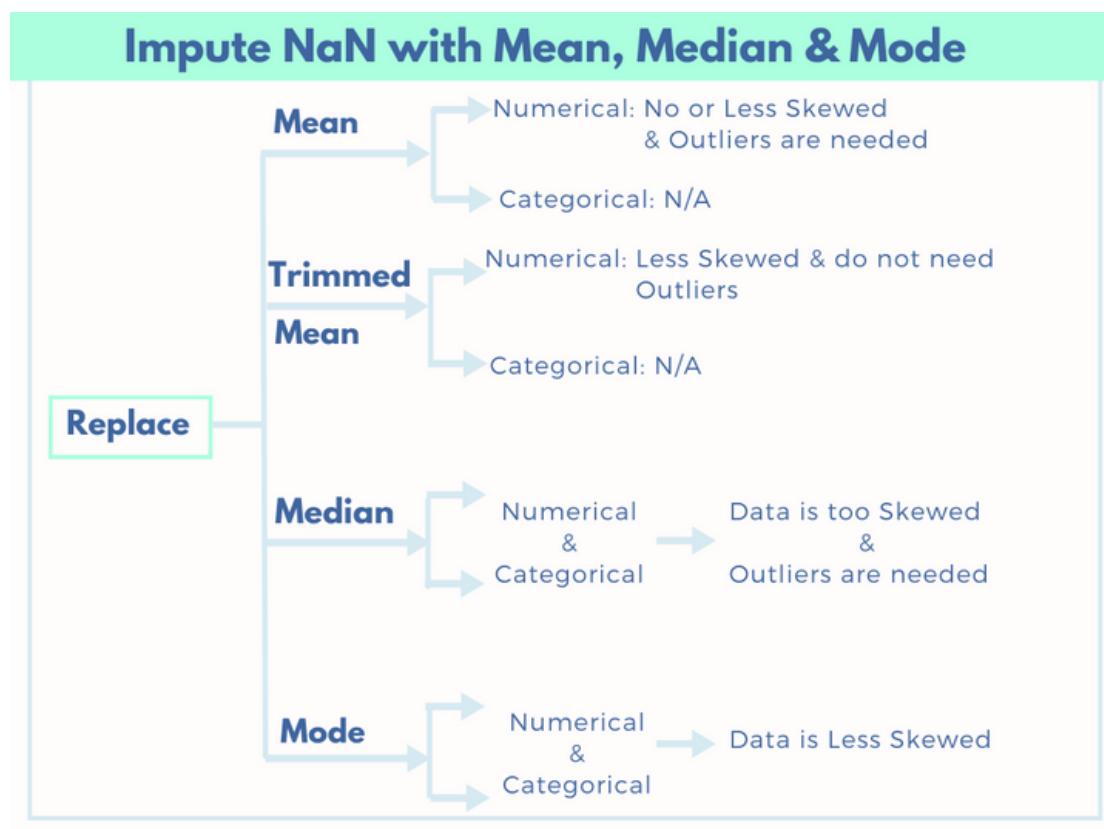 Impute NaN with Mean, Median & Mode
Mean
Numerical: No or Less Skewed
& Outliers are needed
Categorical: N/A
Trimmed
Mean
Numerical: Less Skewed & do not need
Outliers
Categorical: N/A
Replace
Median
Numerical
&
Categorical
Data is too Skewed
&
Outliers are needed
Mode
Numerical
&
Categorical
Data is Less Skewed